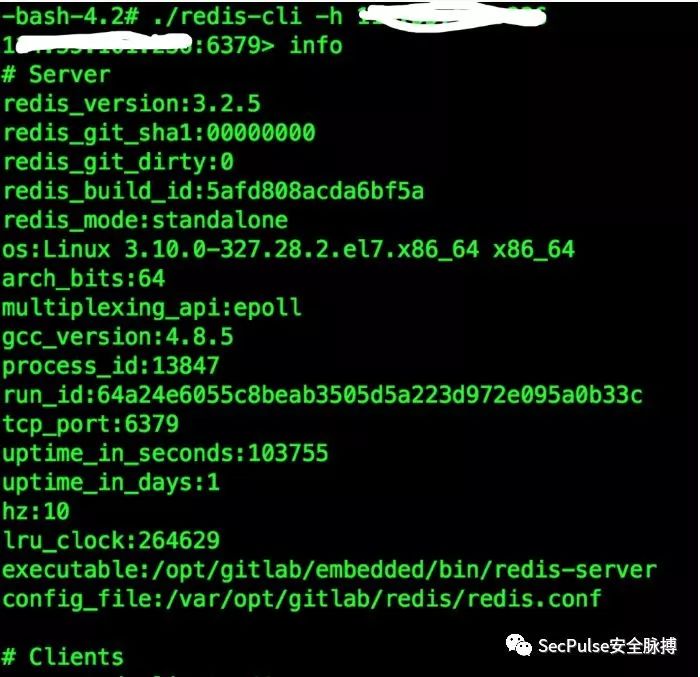 -bash-4.2# ./redis-cli -h
:6379> info
# Server
redis_version:3.2.5
redis_git_sha1:00000000
redis_git_dirty:0
redis_build_id:5afd808acda6bf5a
redis_mode:standalone
os:Linux 3.10.0-327.28.2.el7.x86_64 x86_64
arch_bits:64
multiplexing_api:epoll
gcc_version:4.8.5
process_id:13847
run_id:64a24e6055c8beab3505d5a223d972e095a0b33c
tcp_port:6379
uptime_in_seconds:103755
uptime_in_days:1
hz:10
lru_clock:264629
executable:/opt/gitlab/embedded/bin/redis-server
config_file:/var/opt/gitlab/redis/redis.conf
# Clients
SecPulse安全脉搏